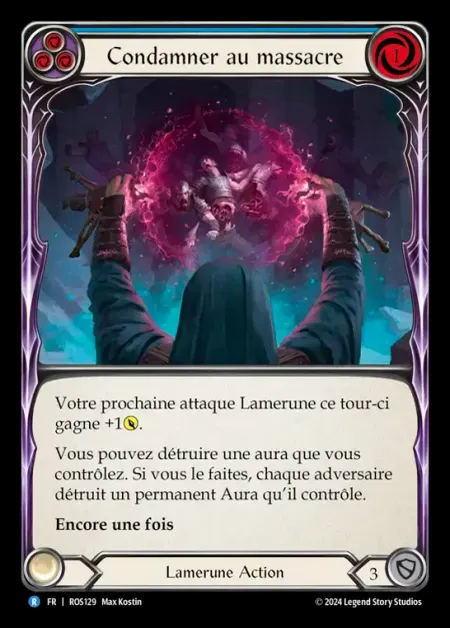 Condamner au massacre
1
Votre prochaine attaque Lamerune ce tour-ci
gagne +1.
Vous pouvez détruire une aura que vous
contrôlez. Si vous le faites, chaque adversaire
détruit un permanent Aura qu'il contrôle.
Encore une fois
Lamerune Action
3
R FR | ROS129 Max Kostin
© 2024 Legend Story Studios